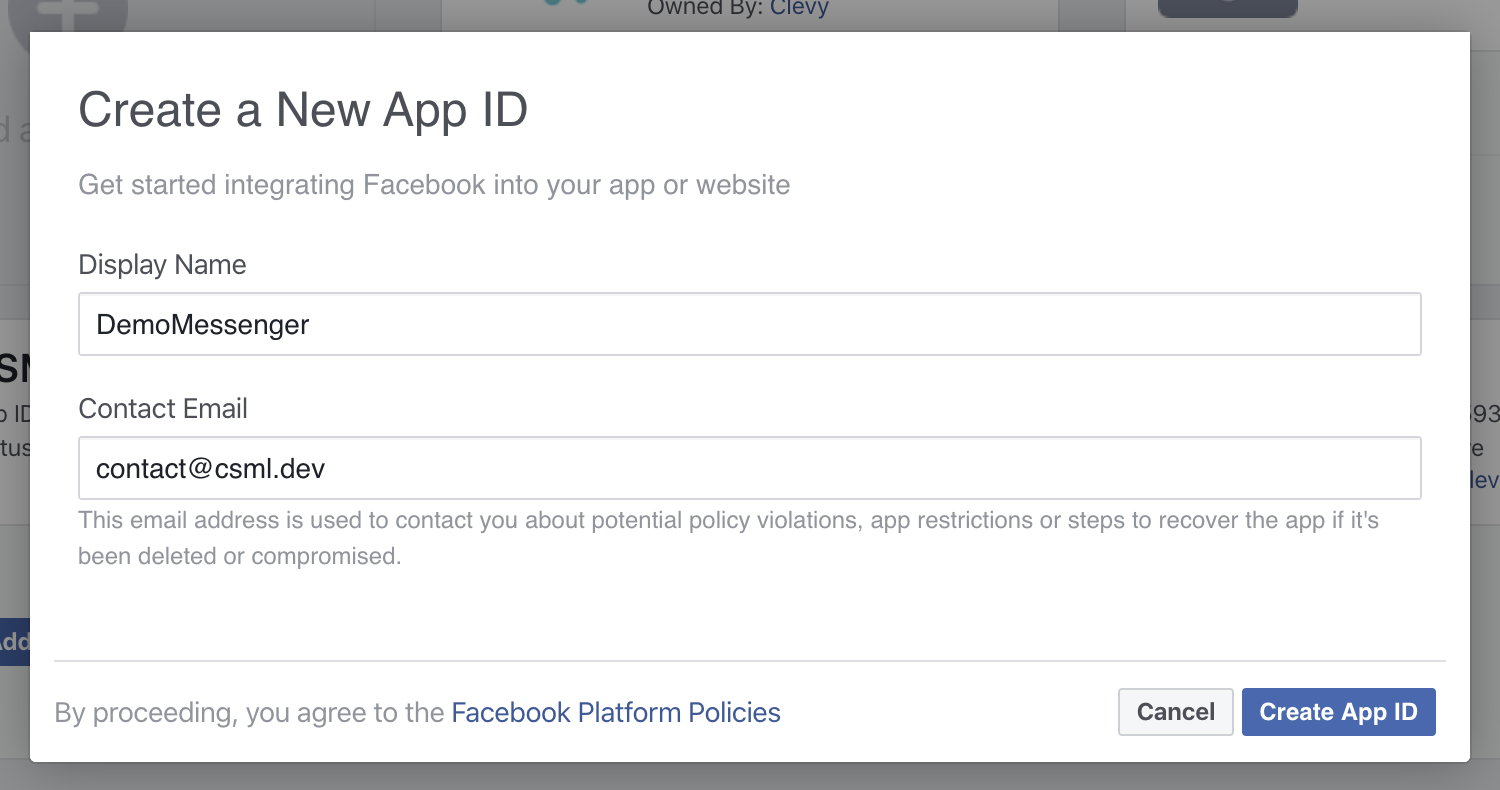 Owned By: Clevy
Create a New App ID
Get started integrating Facebook into your app or website
Display Name
DemoMessenger
Contact Email
contact@csml.dev
This email address is used to contact you about potential policy violations, app restrictions or steps to recover the app if it's
been deleted or compromised.
Add
By proceeding, you agree to the Facebook Platform Policies
Cancel
Create App ID